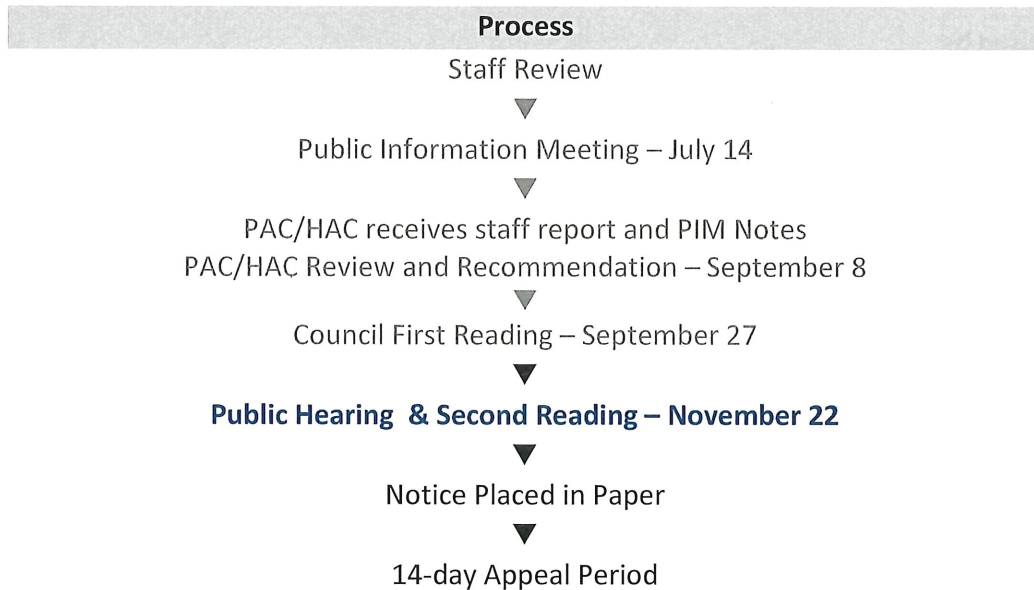 Process
Staff Review
Public Information Meeting – July 14
PAC/HAC receives staff report and PIM Notes
PAC/HAC Review and Recommendation – September 8
Council First Reading – September 27
Public Hearing & Second Reading – November 22
Notice Placed in Paper
14-day Appeal Period